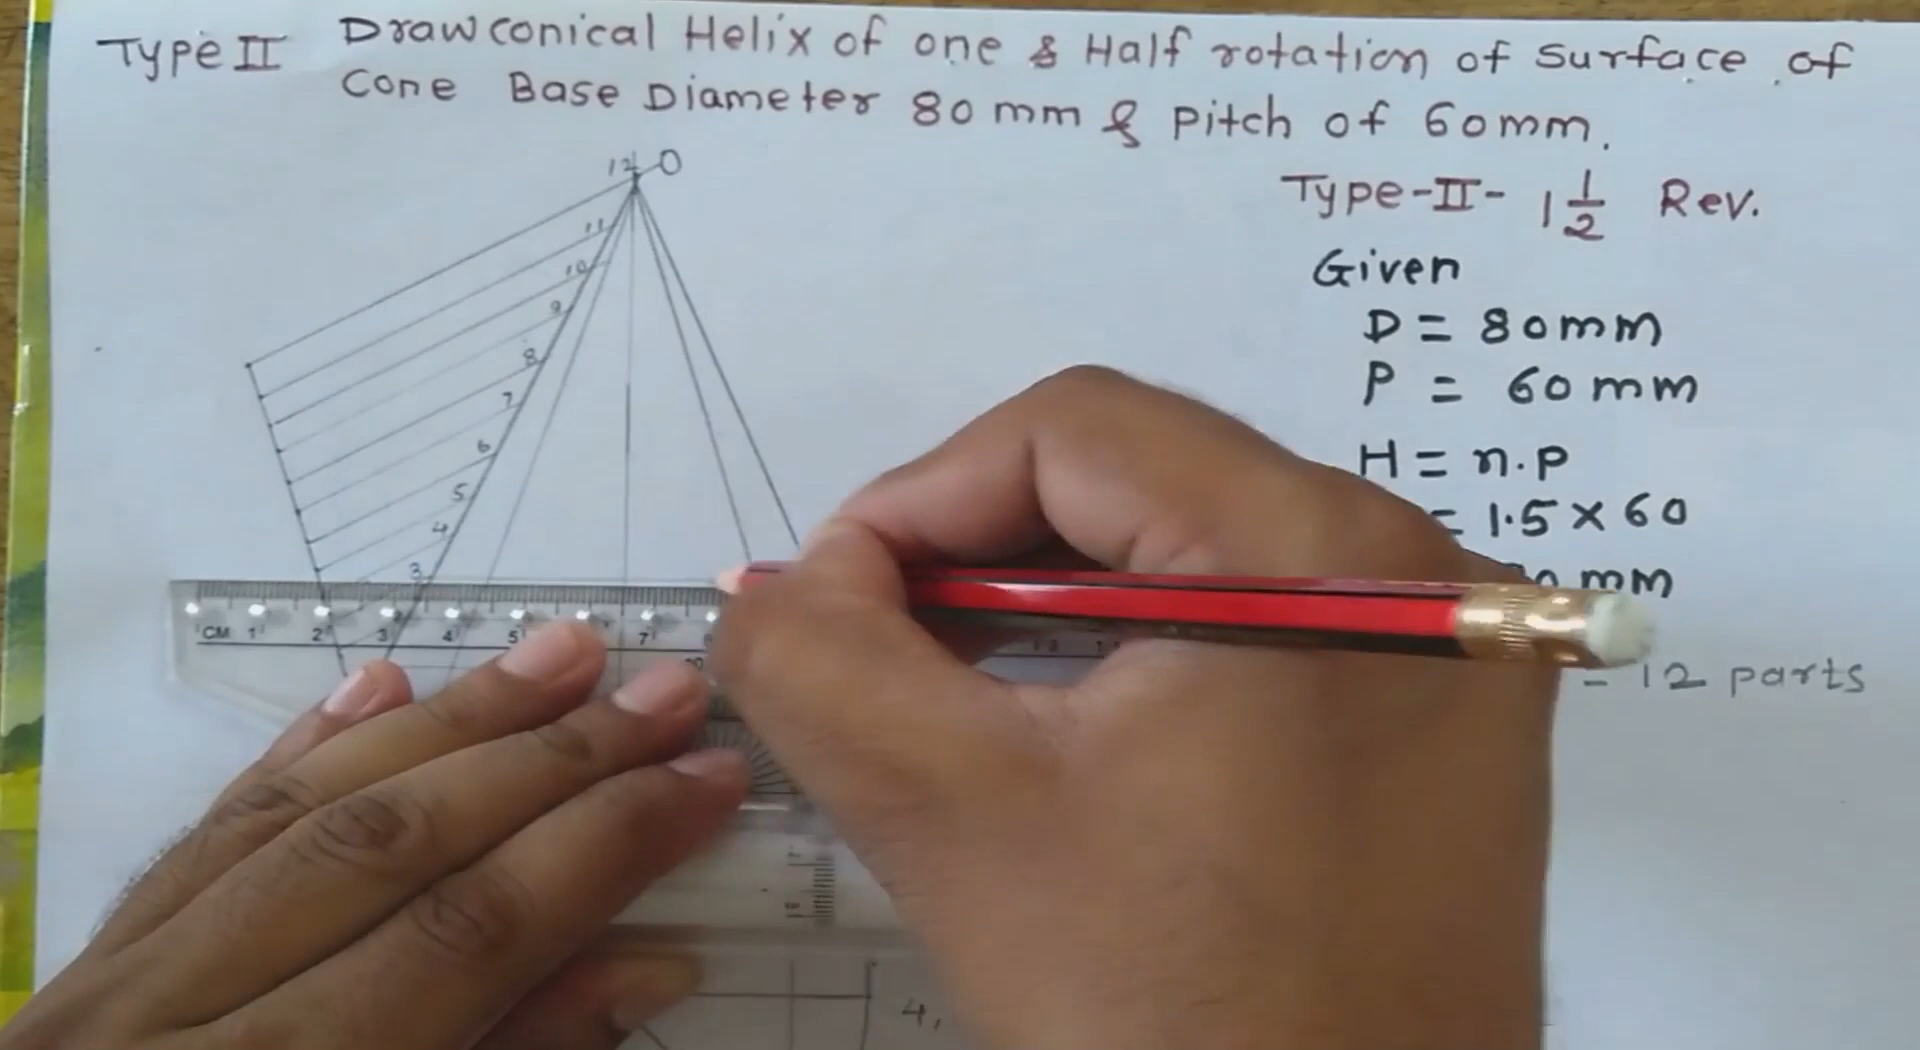 Type II Draw conical Helix of one & Half rotation of surface of
Cone Base Diameter 80 mm & pitch of 60mm.
Type-II- 1 1/2 Rev.
Given
D = 80mm
P = 60 mm
H = n.p
= 1.5 x 60
mm
- 12 parts
12 O
11
10
9
8
7
6
5
4
3
CM 1 2 3 4 5 7
4,